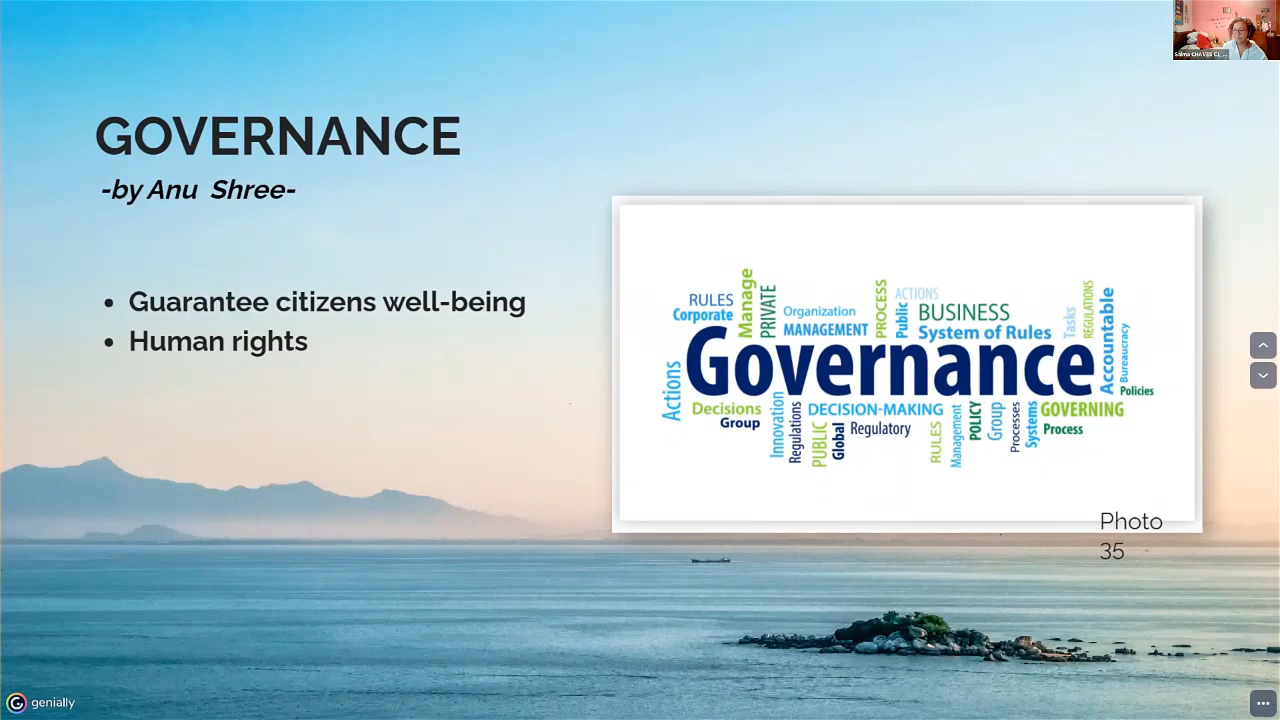 GOVERNANCE
-by Anu Shree-
• Guarantee citizens well-being
• Human rights
RULES
Corporate
Manage
PRIVATE
Organization
MANAGEMENT
PROCESS
Public
ACTIONS
BUSINESS
System of Rules
Tasks
REGULATIONS
Accountable
Bureaucracy
Policies
Governance
Actions
Decisions
Group
Innovation
Regulations
DECISION-MAKING
PUBLIC
Global
Regulatory
RULES
Management
POLICY
Group
Processes
Systems
GOVERNING
Process
Photo
35
genially